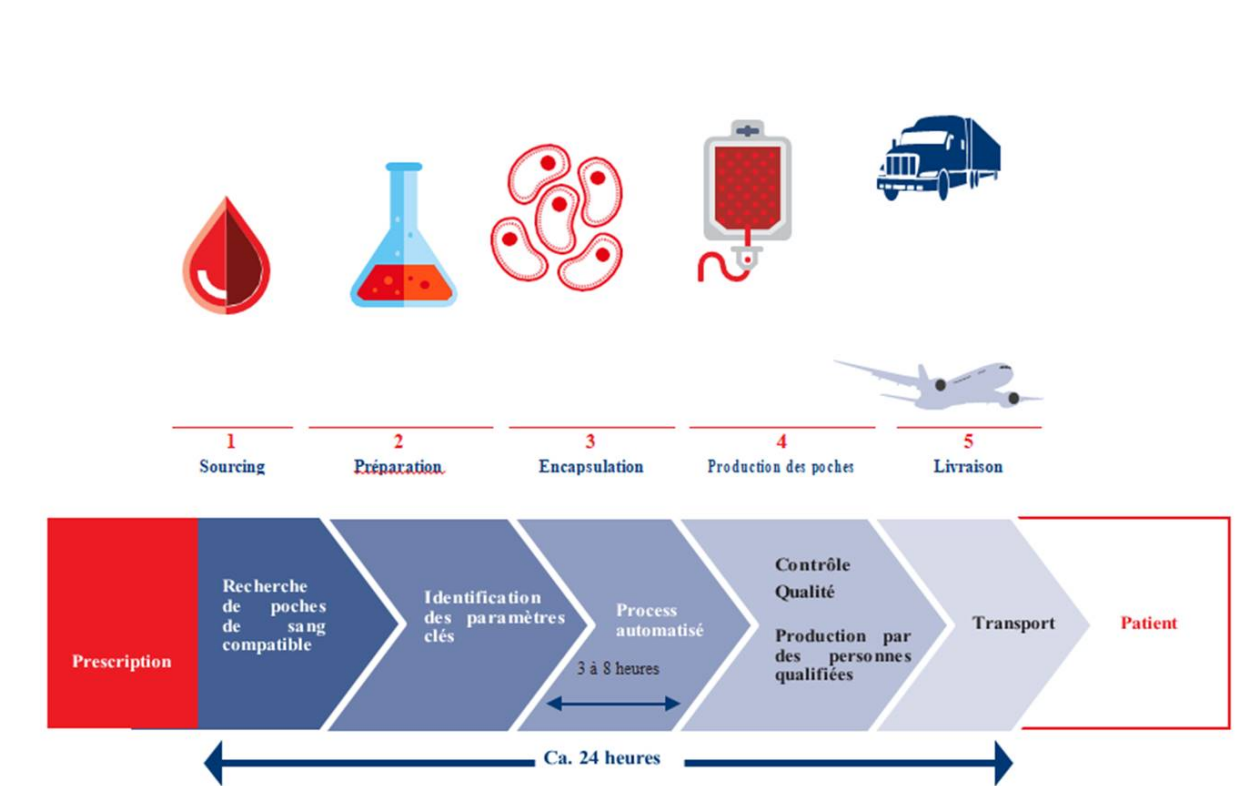 1
Sourcing
2
Préparation
3
Encapsulation
4
Production des poches
5
Livraison
Prescription
Recherche
de poches
de sang
compatible
Identification
des paramètres
clés
Process
automatisé
3 à 8 heures
Contrôle
Qualité
Production par
des personnes
qualifiées
Transport
Patient
Ca. 24 heures